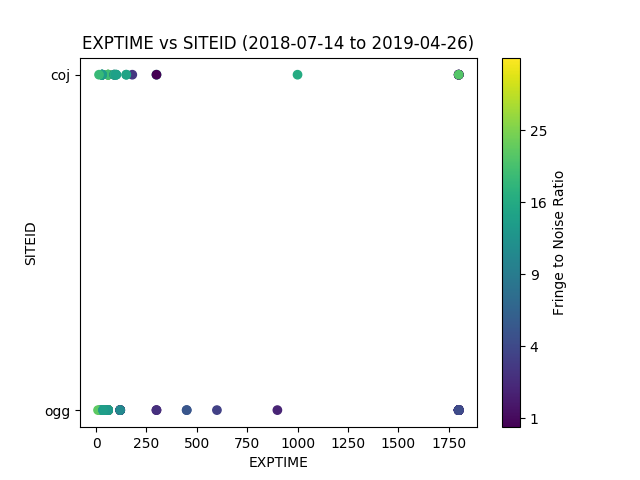 EXPTIME vs SITEID (2018-07-14 to 2019-04-26)
coj
ogg
SITEID
0 250 500 750 1000 1250 1500 1750
EXPTIME
25
16
9
4
1
Fringe to Noise Ratio